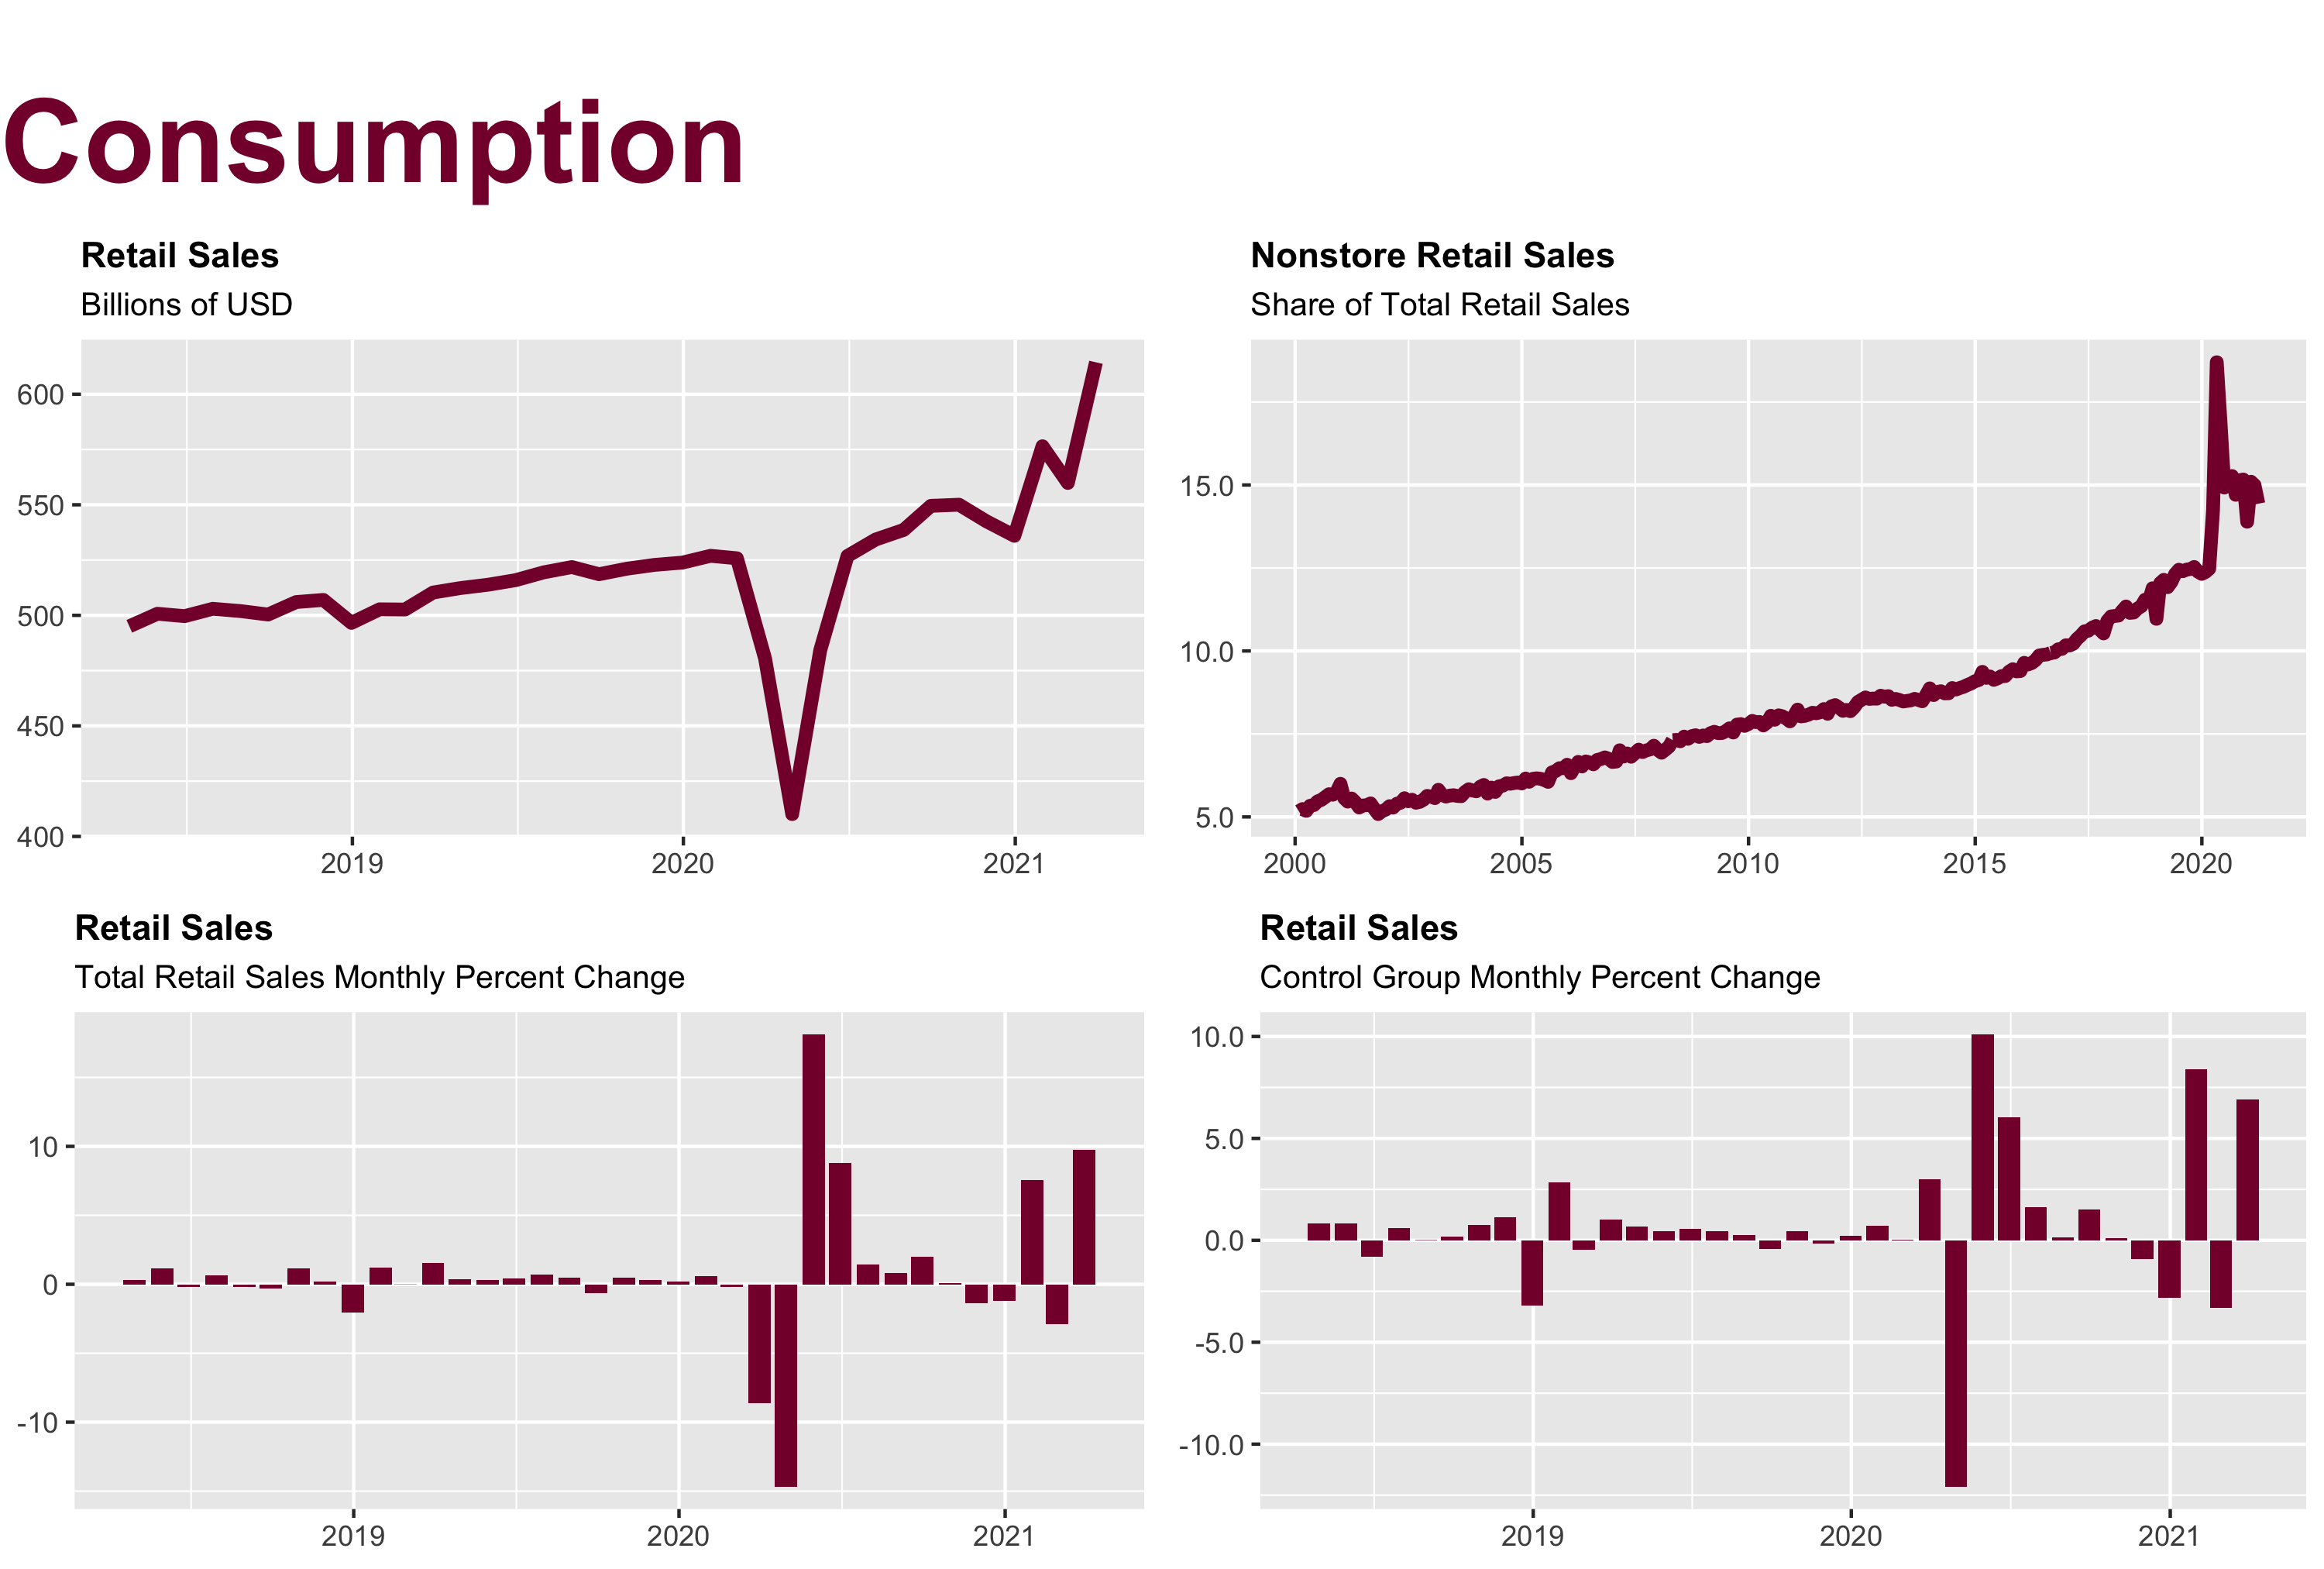 Consumption
Retail Sales
Billions of USD
600
550
500
450
400
2019 2020 2021
Nonstore Retail Sales
Share of Total Retail Sales
15.0
10.0
5.0
2000 2005 2010 2015 2020
Retail Sales
Total Retail Sales Monthly Percent Change
10
0
-10
2019 2020 2021
Retail Sales
Control Group Monthly Percent Change
10.0
5.0
0.0
-5.0
-10.0
2019 2020 2021